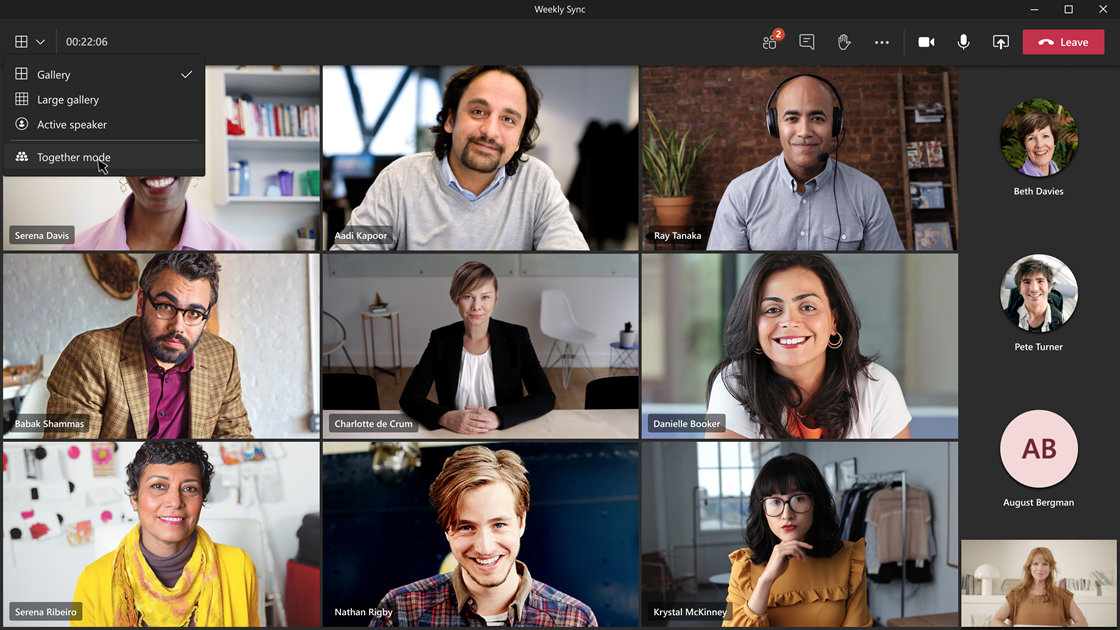 Weekly Sync
00:22:06
2
Leave
Gallery
Large gallery
Active speaker
Together mode
Serena Davis
Aadi Kapoor
Ray Tanaka
Beth Davies
Babak Shammas
Charlotte de Crum
Danielle Booker
Pete Turner
AB
August Bergman
Serena Ribeiro
Nathan Rigby
Krystal McKinney